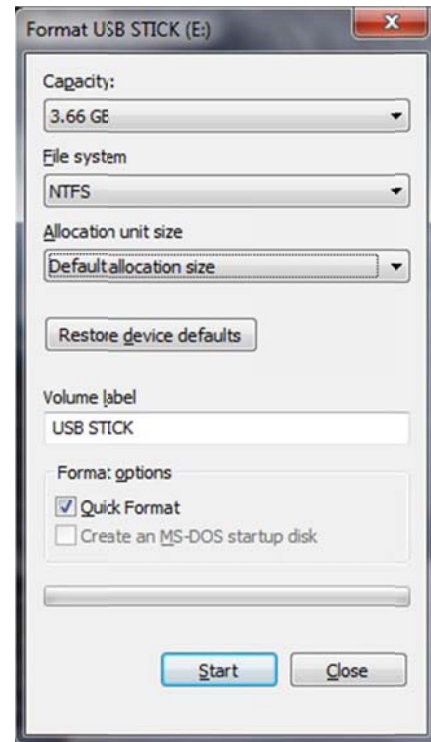 Format USB STICK (E:)
Capacity:
3.66 GB
File system
NTFS
Allocation unit size
Default allocation size
Restore device defaults
Volume label
USB STICK
Format options
Quick Format
Create an MS-DOS startup disk
Start
Close